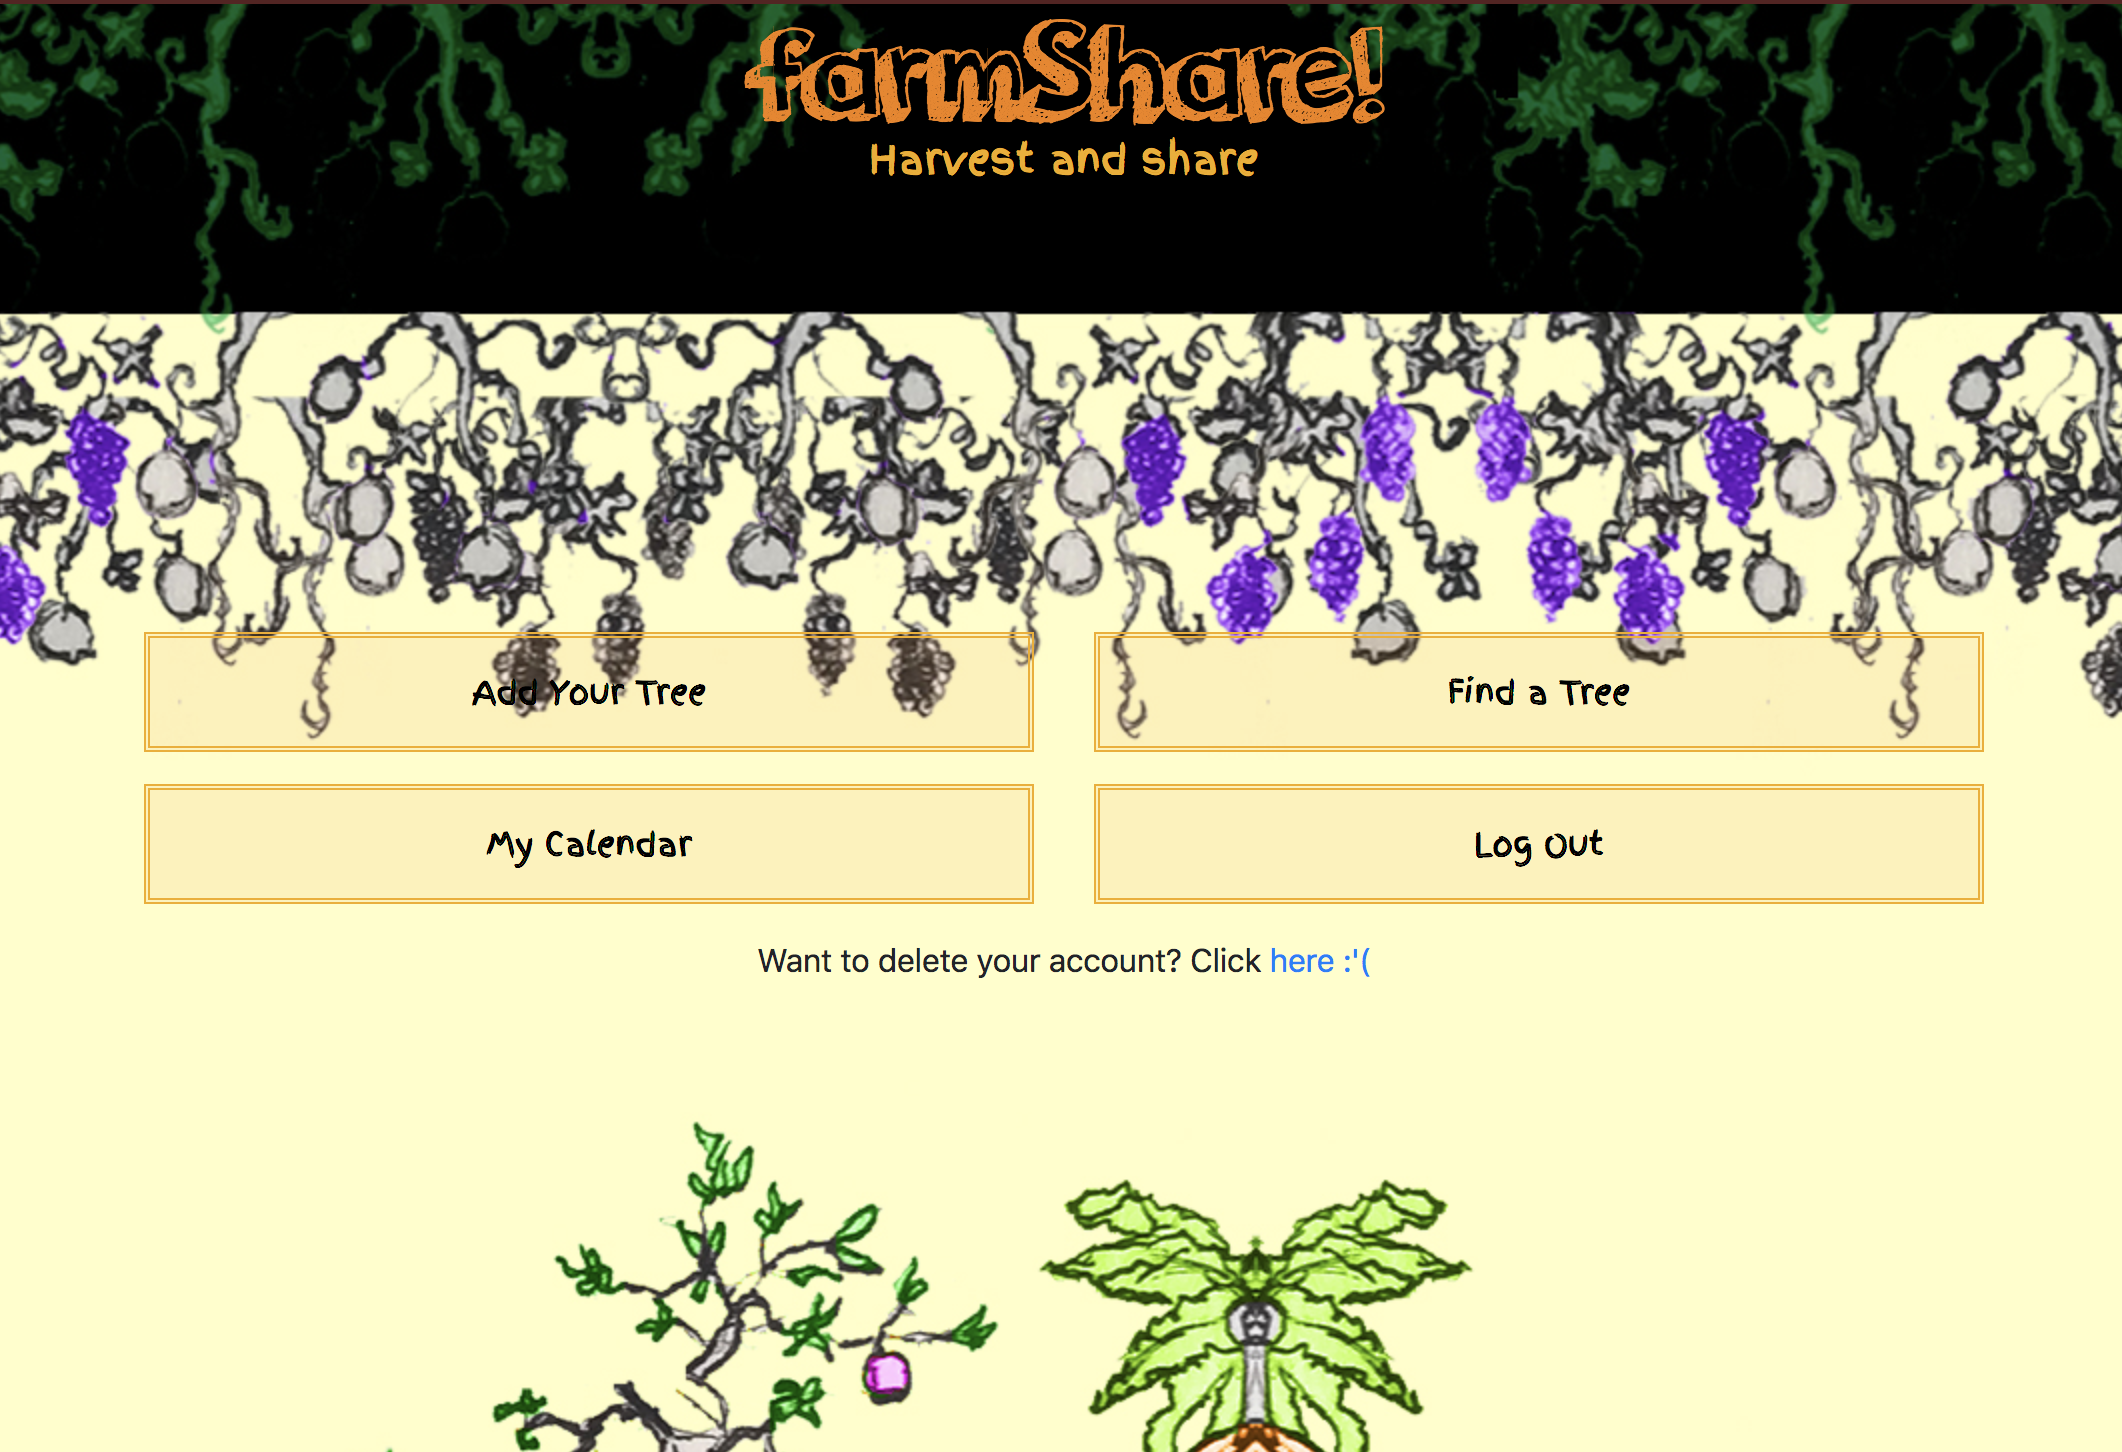 farmShare!
Harvest and share
Add Your Tree
Find a Tree
My Calendar
Log Out
Want to delete your account? Click here :'(